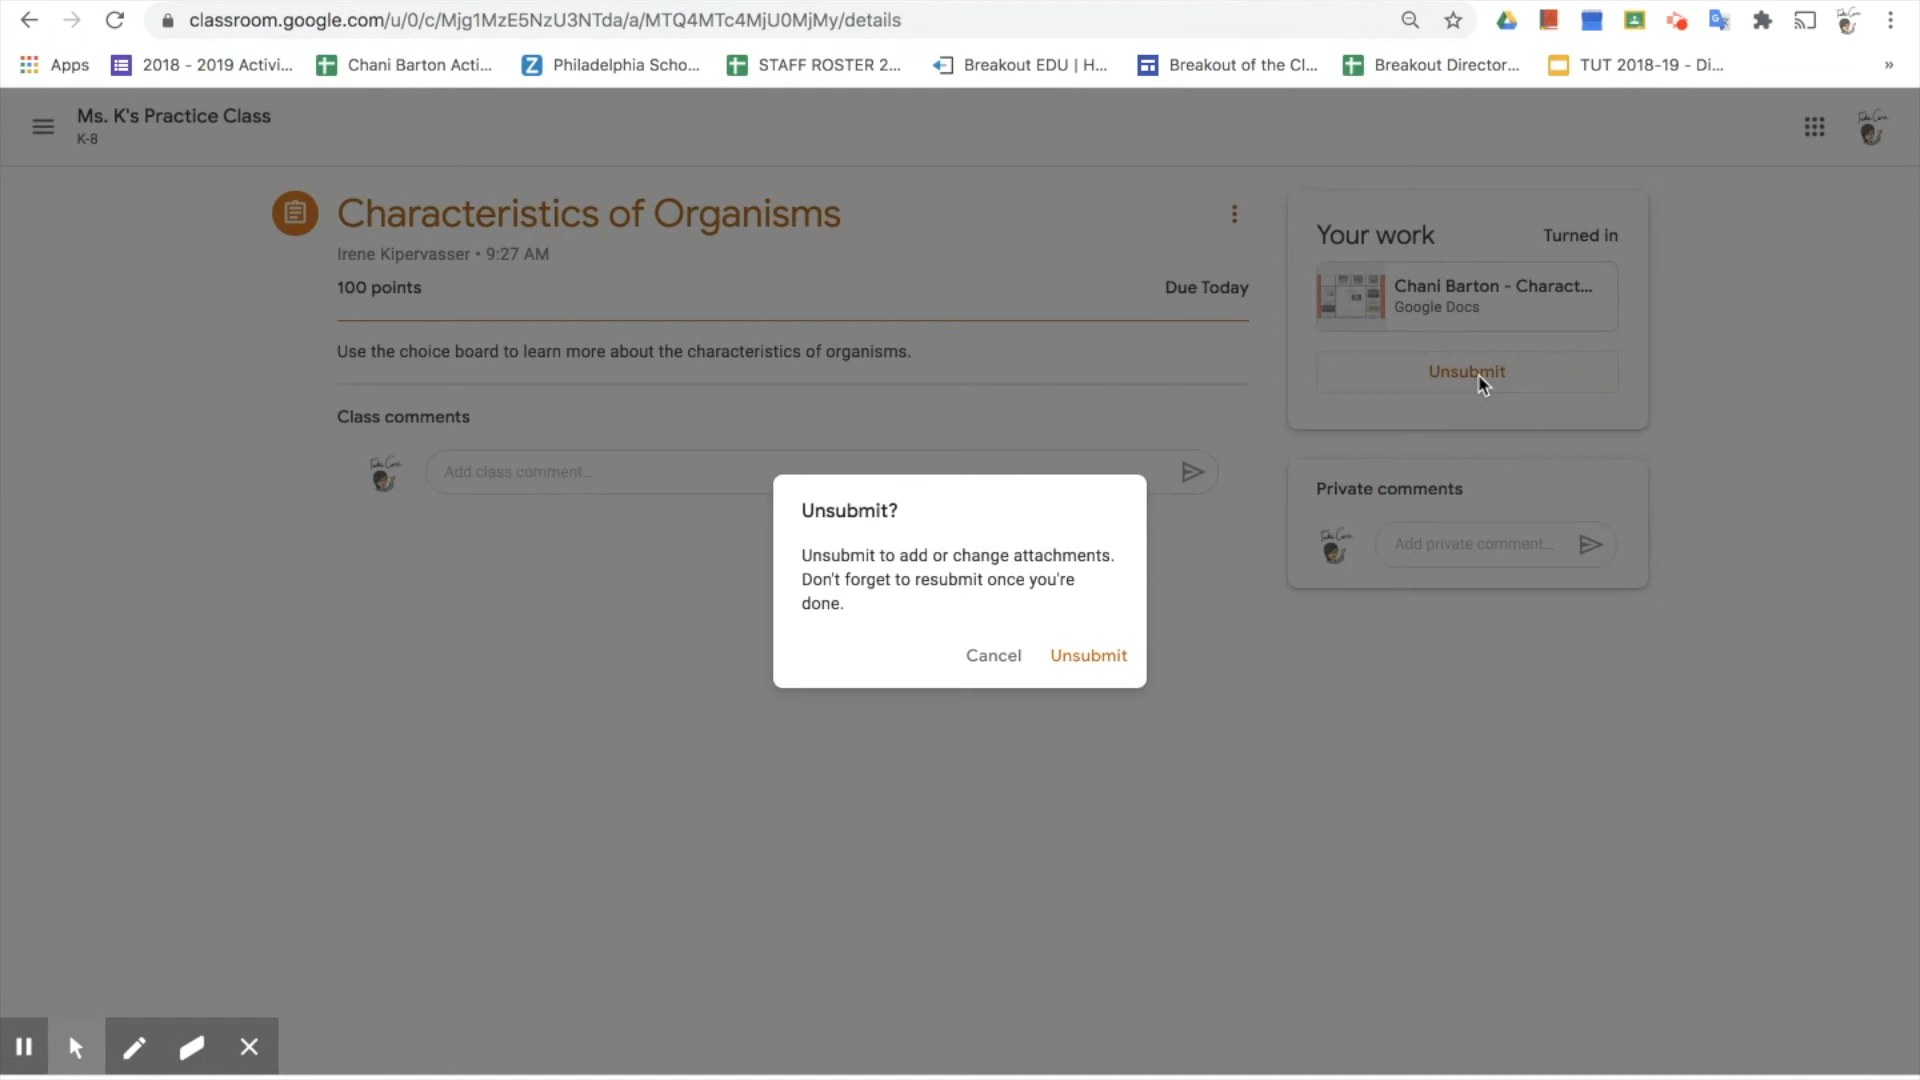 classroom.google.com/u/0/c/Mjg1MzE5NzU3NTda/a/MTQ4MTc4MjU0MjMy/details
Apps 2018 - 2019 Activi... Chani Barton Acti... Philadelphia Scho... STAFF ROSTER 2... Breakout EDU | H... Breakout of the Cl... Breakout Director... TUT 2018-19 - Di... »
Ms. K's Practice Class
K-8
Characteristics of Organisms
Irene Kipervasser • 9:27 AM
100 points
Due Today
Use the choice board to learn more about the characteristics of organisms.
Class comments
Add class comment...
Your work
Turned in
Chani Barton - Charact...
Google Docs
Unsubmit
Private comments
Add private comment...
Unsubmit?
Unsubmit to add or change attachments.
Don't forget to resubmit once you're
done.
Cancel Unsubmit